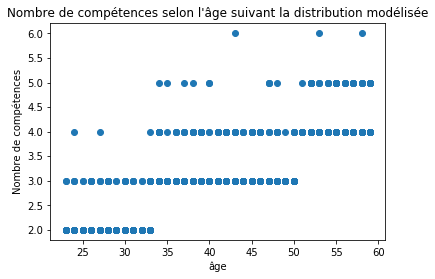 Nombre de compétences selon l'âge suivant la distribution modélisée
6.0
5.5
5.0
4.5
4.0
3.5
3.0
2.5
2.0
Nombre de compétences
25 30 35 40 45 50 55 60
âge